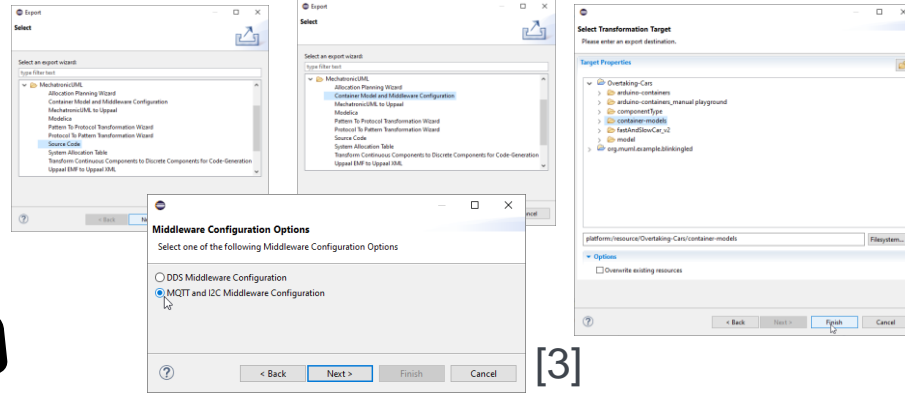 Export
Select
Select an export wizard:
type filter text
MechatronicUML
Allocation Planning Wizard
Container Model and Middleware Configuration
MechatronicUML to Uppaal
Modelica
Pattern To Protocol Transformation Wizard
Protocol To Pattern Transformation Wizard
Source Code
System Allocation Table
Transform Continuous Components to Discrete Components for Code-Generation
Uppaal EMF to Uppaal XML
< Back
Export
Select
Select an export wizard:
type filter text
MechatronicUML
Allocation Planning Wizard
Container Model and Middleware Configuration
MechatronicUML to Uppaal
Modelica
Pattern To Protocol Transformation Wizard
Protocol To Pattern Transformation Wizard
Source Code
System Allocation Table
Transform Continuous Components to Discrete Components for Code-Generation
Uppaal EMF to Uppaal XML
Middleware Configuration Options
Select one of the following Middleware Configuration Options
DDS Middleware Configuration
MQTT and I2C Middleware Configuration
< Back Next > Finish Cancel
[3]
Select Transformation Target
Please enter an export destination.
Target Properties
Overtaking-Cars
arduino-containers
arduino-containers_manual playground
componentType
container-models
fastAndSlowCar_v2
model
org.muml.example.blinkingled
platform:/resource/Overtaking-Cars/container-models Filesystem...
Options
Overwrite existing resources
< Back Next > Finish Cancel